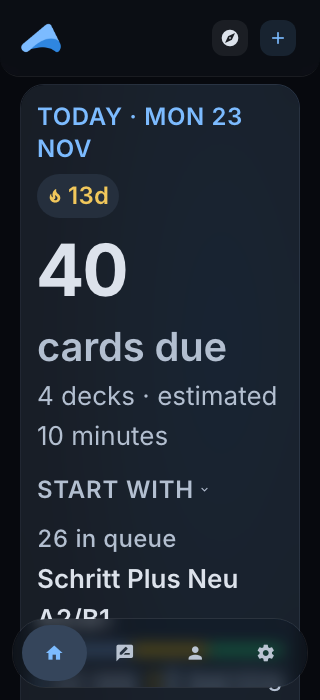 TODAY · MON 23
NOV
13d
40
cards due
4 decks · estimated
10 minutes
START WITH
26 in queue
Schritt Plus Neu
A2/B1